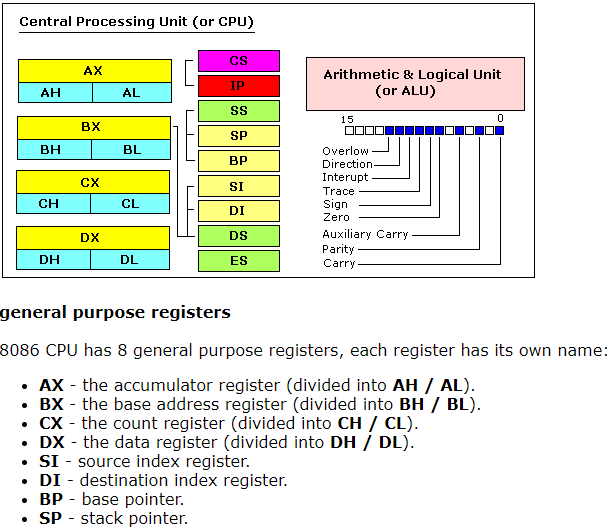 Central Processing Unit (or CPU)
AX
AH AL
BX
BH BL
CX
CH CL
DX
DH DL
CS
IP
SS
SP
BP
SI
DI
DS
ES
Arithmetic & Logical Unit
(or ALU)
15 0
Overlow
Direction
Interupt
Trace
Sign
Zero
Auxiliary Carry
Parity
Carry
general purpose registers
8086 CPU has 8 general purpose registers, each register has its own name:
• AX - the accumulator register (divided into AH / AL).
• BX - the base address register (divided into BH / BL).
• CX - the count register (divided into CH / CL).
• DX - the data register (divided into DH / DL).
• SI - source index register.
• DI - destination index register.
• BP - base pointer.
• SP - stack pointer.